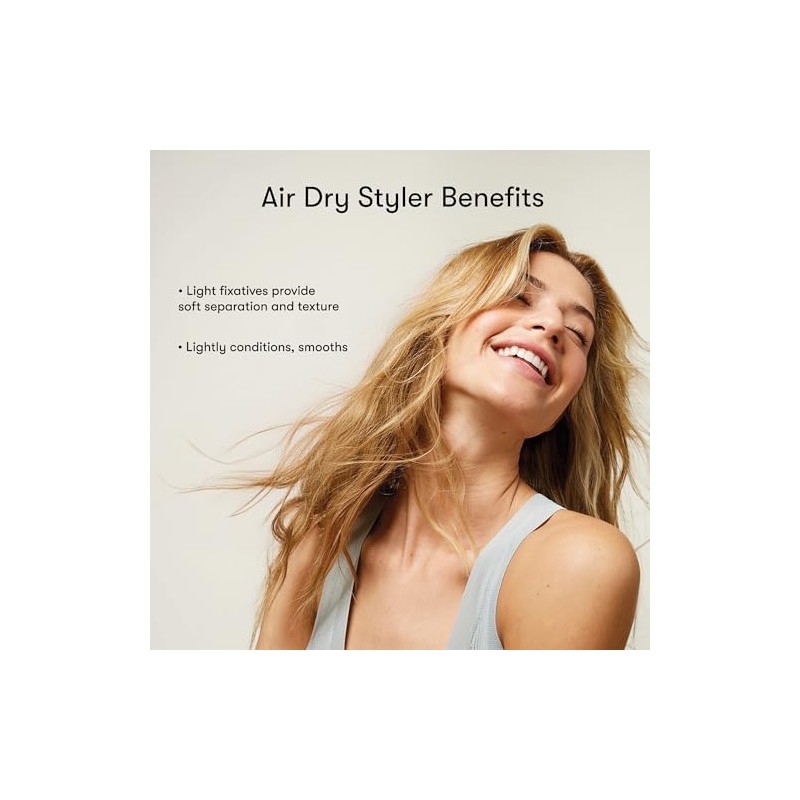 Air Dry Styler Benefits
• Light fixatives provide
soft separation and texture
• Lightly conditions, smooths